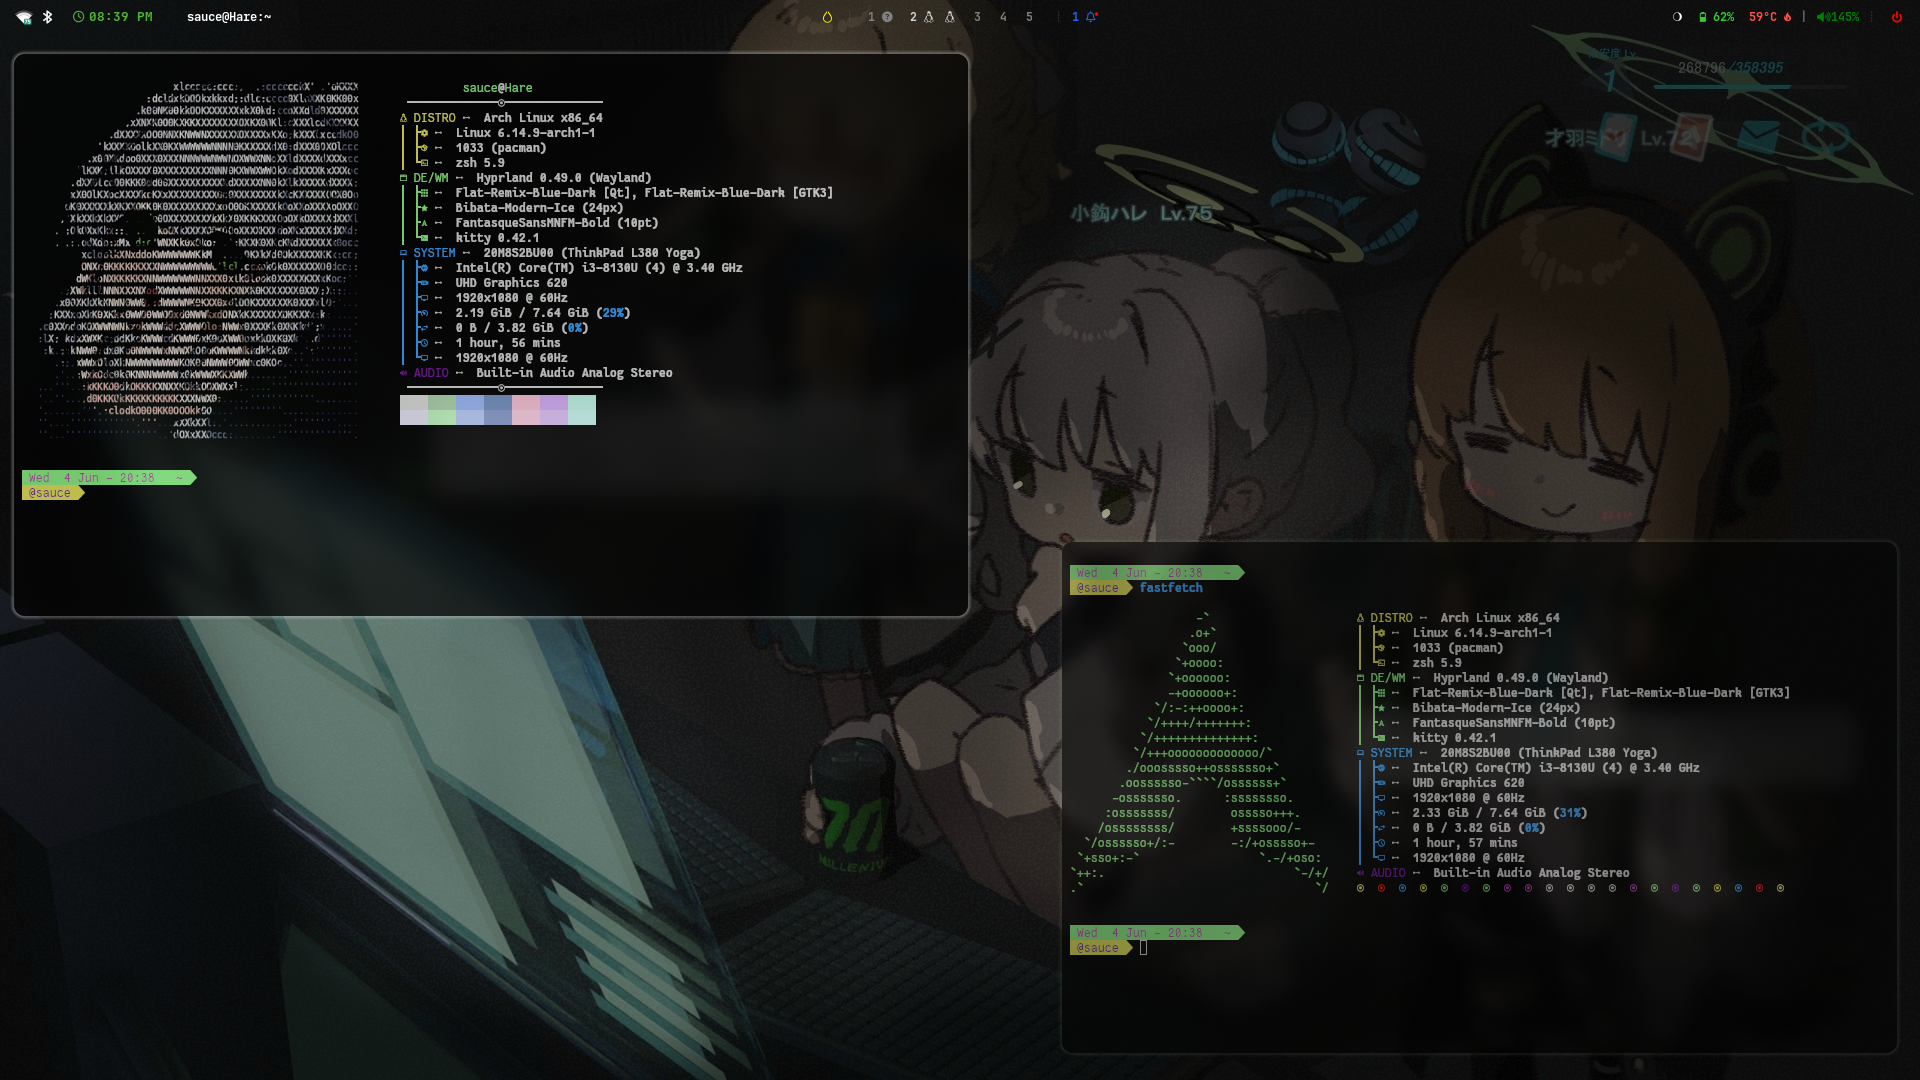 08:39 PM
sauce@Hare:~
1
2
3
4
5
1
62%
59°C
|
145%
sauce@Hare
DISTRO Arch Linux x86_64
Linux 6.14.9-arch1-1
1033 (pacman)
zsh 5.9
DE/WM Hyprland 0.49.0 (Wayland)
Flat-Remix-Blue-Dark [Qt], Flat-Remix-Blue-Dark [GTK3]
Bibata-Modern-Ice (24px)
FantasqueSansMNFM-Bold (10pt)
kitty 0.42.1
SYSTEM 20M8S2BU00 (ThinkPad L380 Yoga)
Intel(R) Core(TM) i3-8130U (4) @ 3.40 GHz
UHD Graphics 620
1920x1080 @ 60Hz
2.19 GiB / 7.64 GiB (29%)
0 B / 3.82 GiB (0%)
1 hour, 56 mins
1920x1080 @ 60Hz
AUDIO Built-in Audio Analog Stereo
Wed 4 Jun - 20:38 ~
@sauce
1
268796/358395
才羽ミドリ Lv.72
小鈎ハレ Lv.75
MILLENIU
Wed 4 Jun - 20:38 ~
@sauce fastfetch
DISTRO Arch Linux x86_64
Linux 6.14.9-arch1-1
1033 (pacman)
zsh 5.9
DE/WM Hyprland 0.49.0 (Wayland)
Flat-Remix-Blue-Dark [Qt], Flat-Remix-Blue-Dark [GTK3]
Bibata-Modern-Ice (24px)
FantasqueSansMNFM-Bold (10pt)
kitty 0.42.1
SYSTEM 20M8S2BU00 (ThinkPad L380 Yoga)
Intel(R) Core(TM) i3-8130U (4) @ 3.40 GHz
UHD Graphics 620
1920x1080 @ 60Hz
2.33 GiB / 7.64 GiB (31%)
0 B / 3.82 GiB (0%)
1 hour, 57 mins
1920x1080 @ 60Hz
AUDIO Built-in Audio Analog Stereo
Wed 4 Jun - 20:38 ~
@sauce